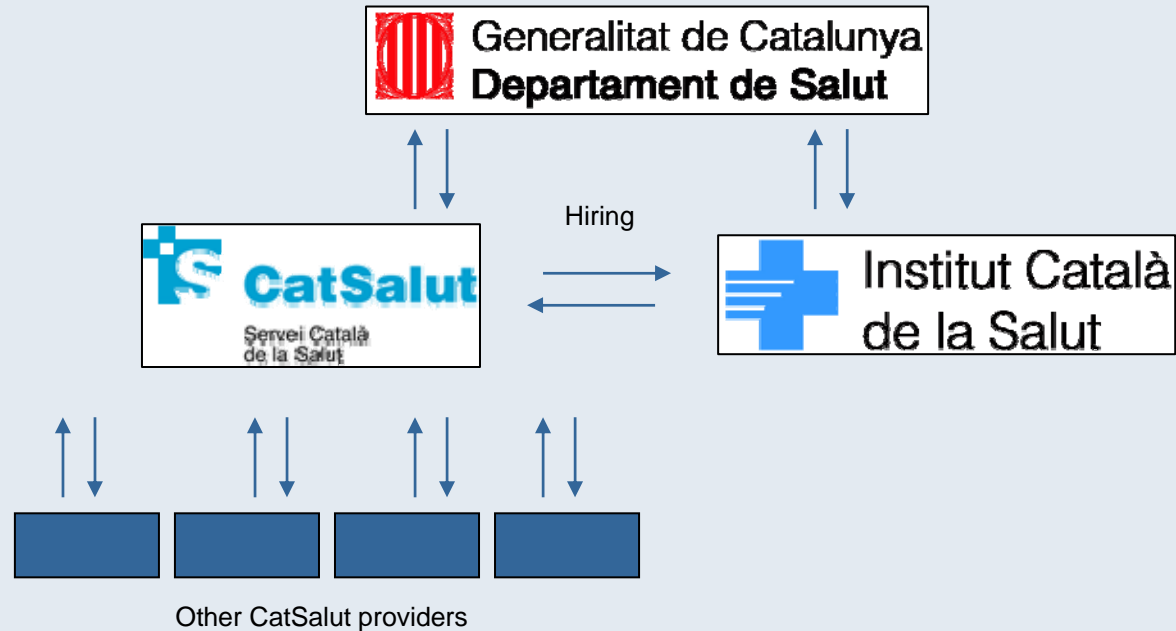 Generalitat de Catalunya
Departament de Salut
Hiring
CatSalut
Servei Català
de la Salut
Institut Català
de la Salut
Other CatSalut providers